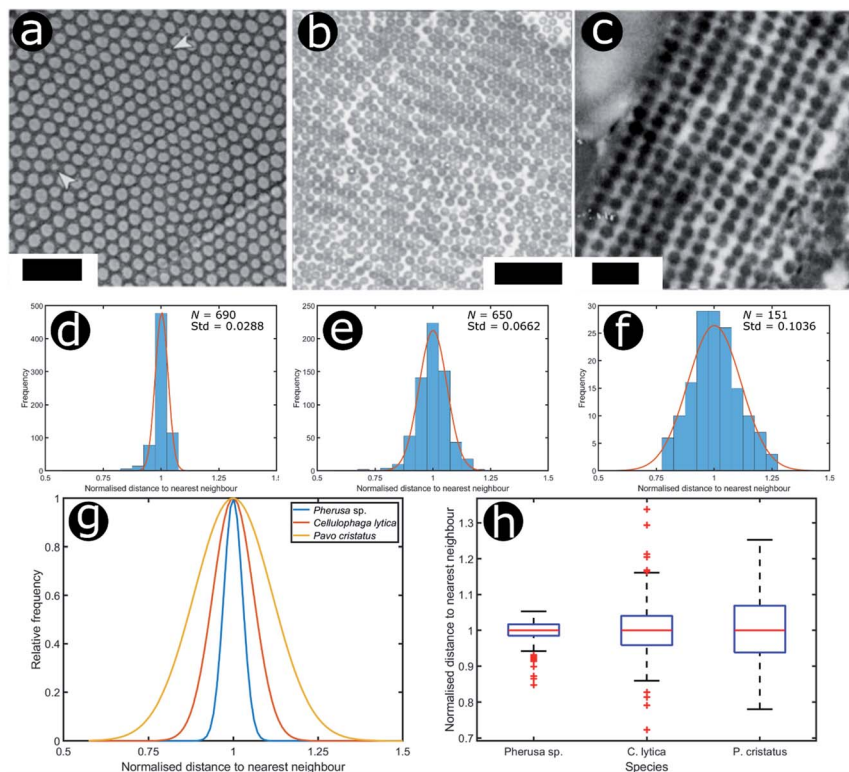 a
b
c
d
N = 690
Std = 0.0288
500
400
300
200
100
0
Frequency
0.5 0.75 1 1.25 1.5
Normalised distance to nearest neighbour
e
N = 650
Std = 0.0662
250
200
150
100
50
0
Frequency
0.5 0.75 1 1.25 1.5
Normalised distance to nearest neighbour
f
N = 151
Std = 0.1036
30
25
20
15
10
5
0
Frequency
0.5 0.75 1 1.25 1.5
Normalised distance to nearest neighbour
g
Pherusa sp.
Cellulophaga lytica
Pavo cristatus
1
0.8
0.6
0.4
0.2
0
Relative frequency
0.5 0.75 1 1.25 1.5
Normalised distance to nearest neighbour
h
1.3
1.2
1.1
1
0.9
0.8
0.7
Normalised distance to nearest neighbour
Pherusa sp. C. lytica P. cristatus
Species